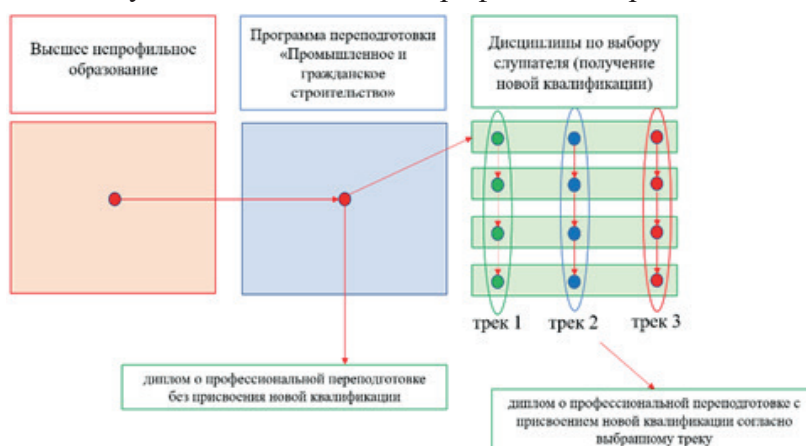 Высшее непрофильное
образование
Программа переподготовки
«Промышленное и
гражданское
строительство»
Дисциплины по выбору
слушателя (получение
новой квалификации)
трек 1
трек 2
трек 3
диплом о профессиональной переподготовке
без присвоения новой квалификации
диплом о профессиональной переподготовке с
присвоением новой квалификации согласно
выбранному треку